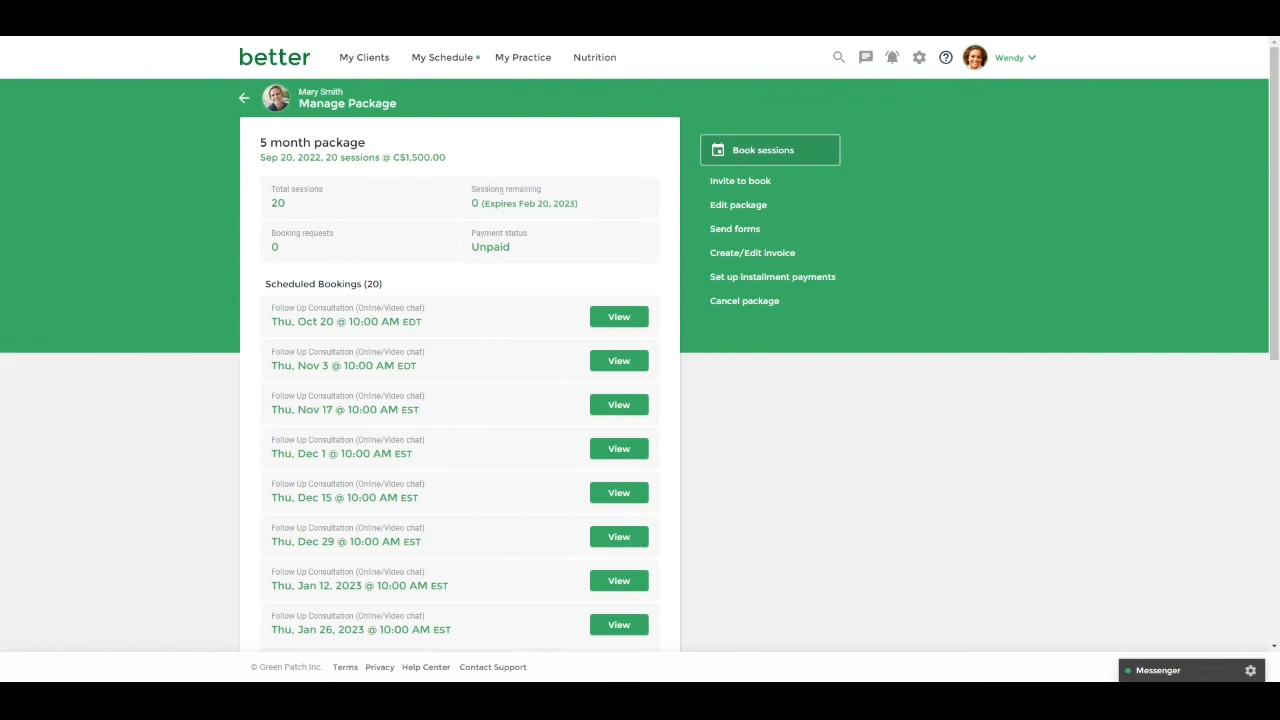 better
My Clients
My Schedule
My Practice
Nutrition
Wendy
Mary Smith
Manage Package
5 month package
Sep 20, 2022, 20 sessions @ C$1,500.00
Total sessions
20
Sessions remaining
0 (Expires Feb 20, 2023)
Booking requests
0
Payment status
Unpaid
Scheduled Bookings (20)
Follow Up Consultation (Online/Video chat)
Thu, Oct 20 @ 10:00 AM EDT
View
Follow Up Consultation (Online/Video chat)
Thu, Nov 3 @ 10:00 AM EDT
View
Follow Up Consultation (Online/Video chat)
Thu, Nov 17 @ 10:00 AM EST
View
Follow Up Consultation (Online/Video chat)
Thu, Dec 1 @ 10:00 AM EST
View
Follow Up Consultation (Online/Video chat)
Thu, Dec 15 @ 10:00 AM EST
View
Follow Up Consultation (Online/Video chat)
Thu, Dec 29 @ 10:00 AM EST
View
Follow Up Consultation (Online/Video chat)
Thu, Jan 12, 2023 @ 10:00 AM EST
View
Follow Up Consultation (Online/Video chat)
Thu, Jan 26, 2023 @ 10:00 AM EST
View
Book sessions
Invite to book
Edit package
Send forms
Create/Edit invoice
Set up installment payments
Cancel package
© Green Patch Inc.
Terms
Privacy
Help Center
Contact Support
Messenger